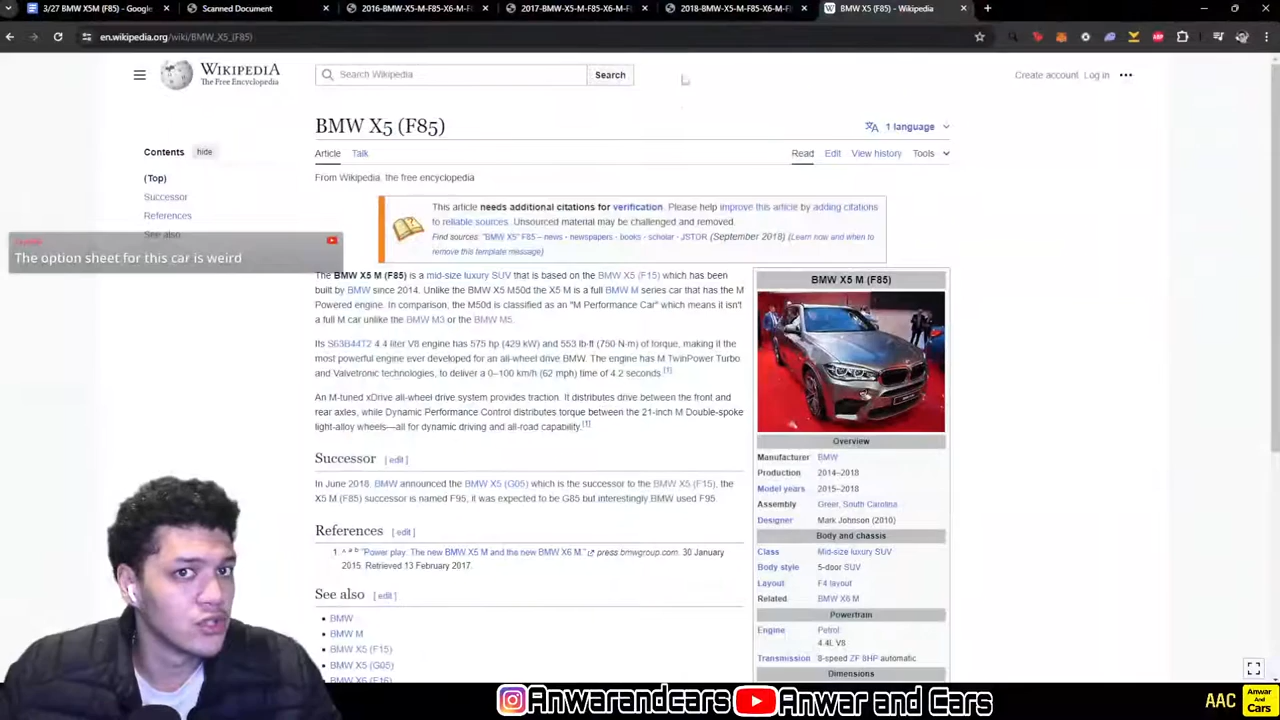 3/27 BMW X5M (F85) - Google
Scanned Document
2016-BMW-X5-M-F85-X6-M-F
2017-BMW-X5-M-F85-X6-M-F
2018-BMW-X5-M-F85-X6-M-F
BMW X5 (F85) - Wikipedia
en.wikipedia.org/wiki/BMW_X5_(F85)
WIKIPEDIA
The Free Encyclopedia
Search Wikipedia
Search
Create account Log in
BMW X5 (F85)
1 language
Contents hide
Article Talk
Read Edit View history Tools
(Top)
From Wikipedia, the free encyclopedia
Successor
References
See also
This article needs additional citations for verification. Please help improve this article by adding citations
to reliable sources. Unsourced material may be challenged and removed.
Find sources: "BMW X5" F85 – news · newspapers · books · scholar · JSTOR (September 2018) (Learn how and when to
remove this template message)
The option sheet for this car is weird
The BMW X5 M (F85) is a mid-size luxury SUV that is based on the BMW X5 (F15) which has been
built by BMW since 2014. Unlike the BMW X5 M50d the X5 M is a full BMW M series car that has the M
Powered engine. In comparison, the M50d is classified as an "M Performance Car" which means it isn't
a full M car unlike the BMW M3 or the BMW M5.
Its S63B44T2 4.4 liter V8 engine has 575 hp (429 kW) and 553 lb·ft (750 N·m) of torque, making it the
most powerful engine ever developed for an all-wheel drive BMW. The engine has M TwinPower Turbo
and Valvetronic technologies, to deliver a 0–100 km/h (62 mph) time of 4.2 seconds.[1]
An M-tuned xDrive all-wheel drive system provides traction. It distributes drive between the front and
rear axles, while Dynamic Performance Control distributes torque between the 21-inch M Double-spoke
light-alloy wheels—all for dynamic driving and all-road capability.[1]
Successor [edit]
In June 2018, BMW announced the BMW X5 (G05) which is the successor to the BMW X5 (F15), the
X5 M (F85) successor is named F95, it was expected to be G85 but interestingly BMW used F95
References [edit]
1. ^ a b "Power play. The new BMW X5 M and the new BMW X6 M." press.bmwgroup.com. 30 January
2015. Retrieved 13 February 2017.
See also [edit]
• BMW
• BMW M
• BMW X5 (F15)
• BMW X5 (G05)
• BMW X5 (F16)
BMW X5 M (F85)
Overview
Manufacturer BMW
Production 2014–2018
Model years 2015–2018
Assembly Greer, South Carolina
Designer Mark Johnson (2010)
Body and chassis
Class Mid-size luxury SUV
Body style 5-door SUV
Layout F4 layout
Related BMW X6 M
Powertrain
Engine Petrol
4.4L V8
Transmission 8-speed ZF 8HP automatic
Dimensions
@Anwarandcars
Anwar and Cars
AAC
Anwar
And
Cars